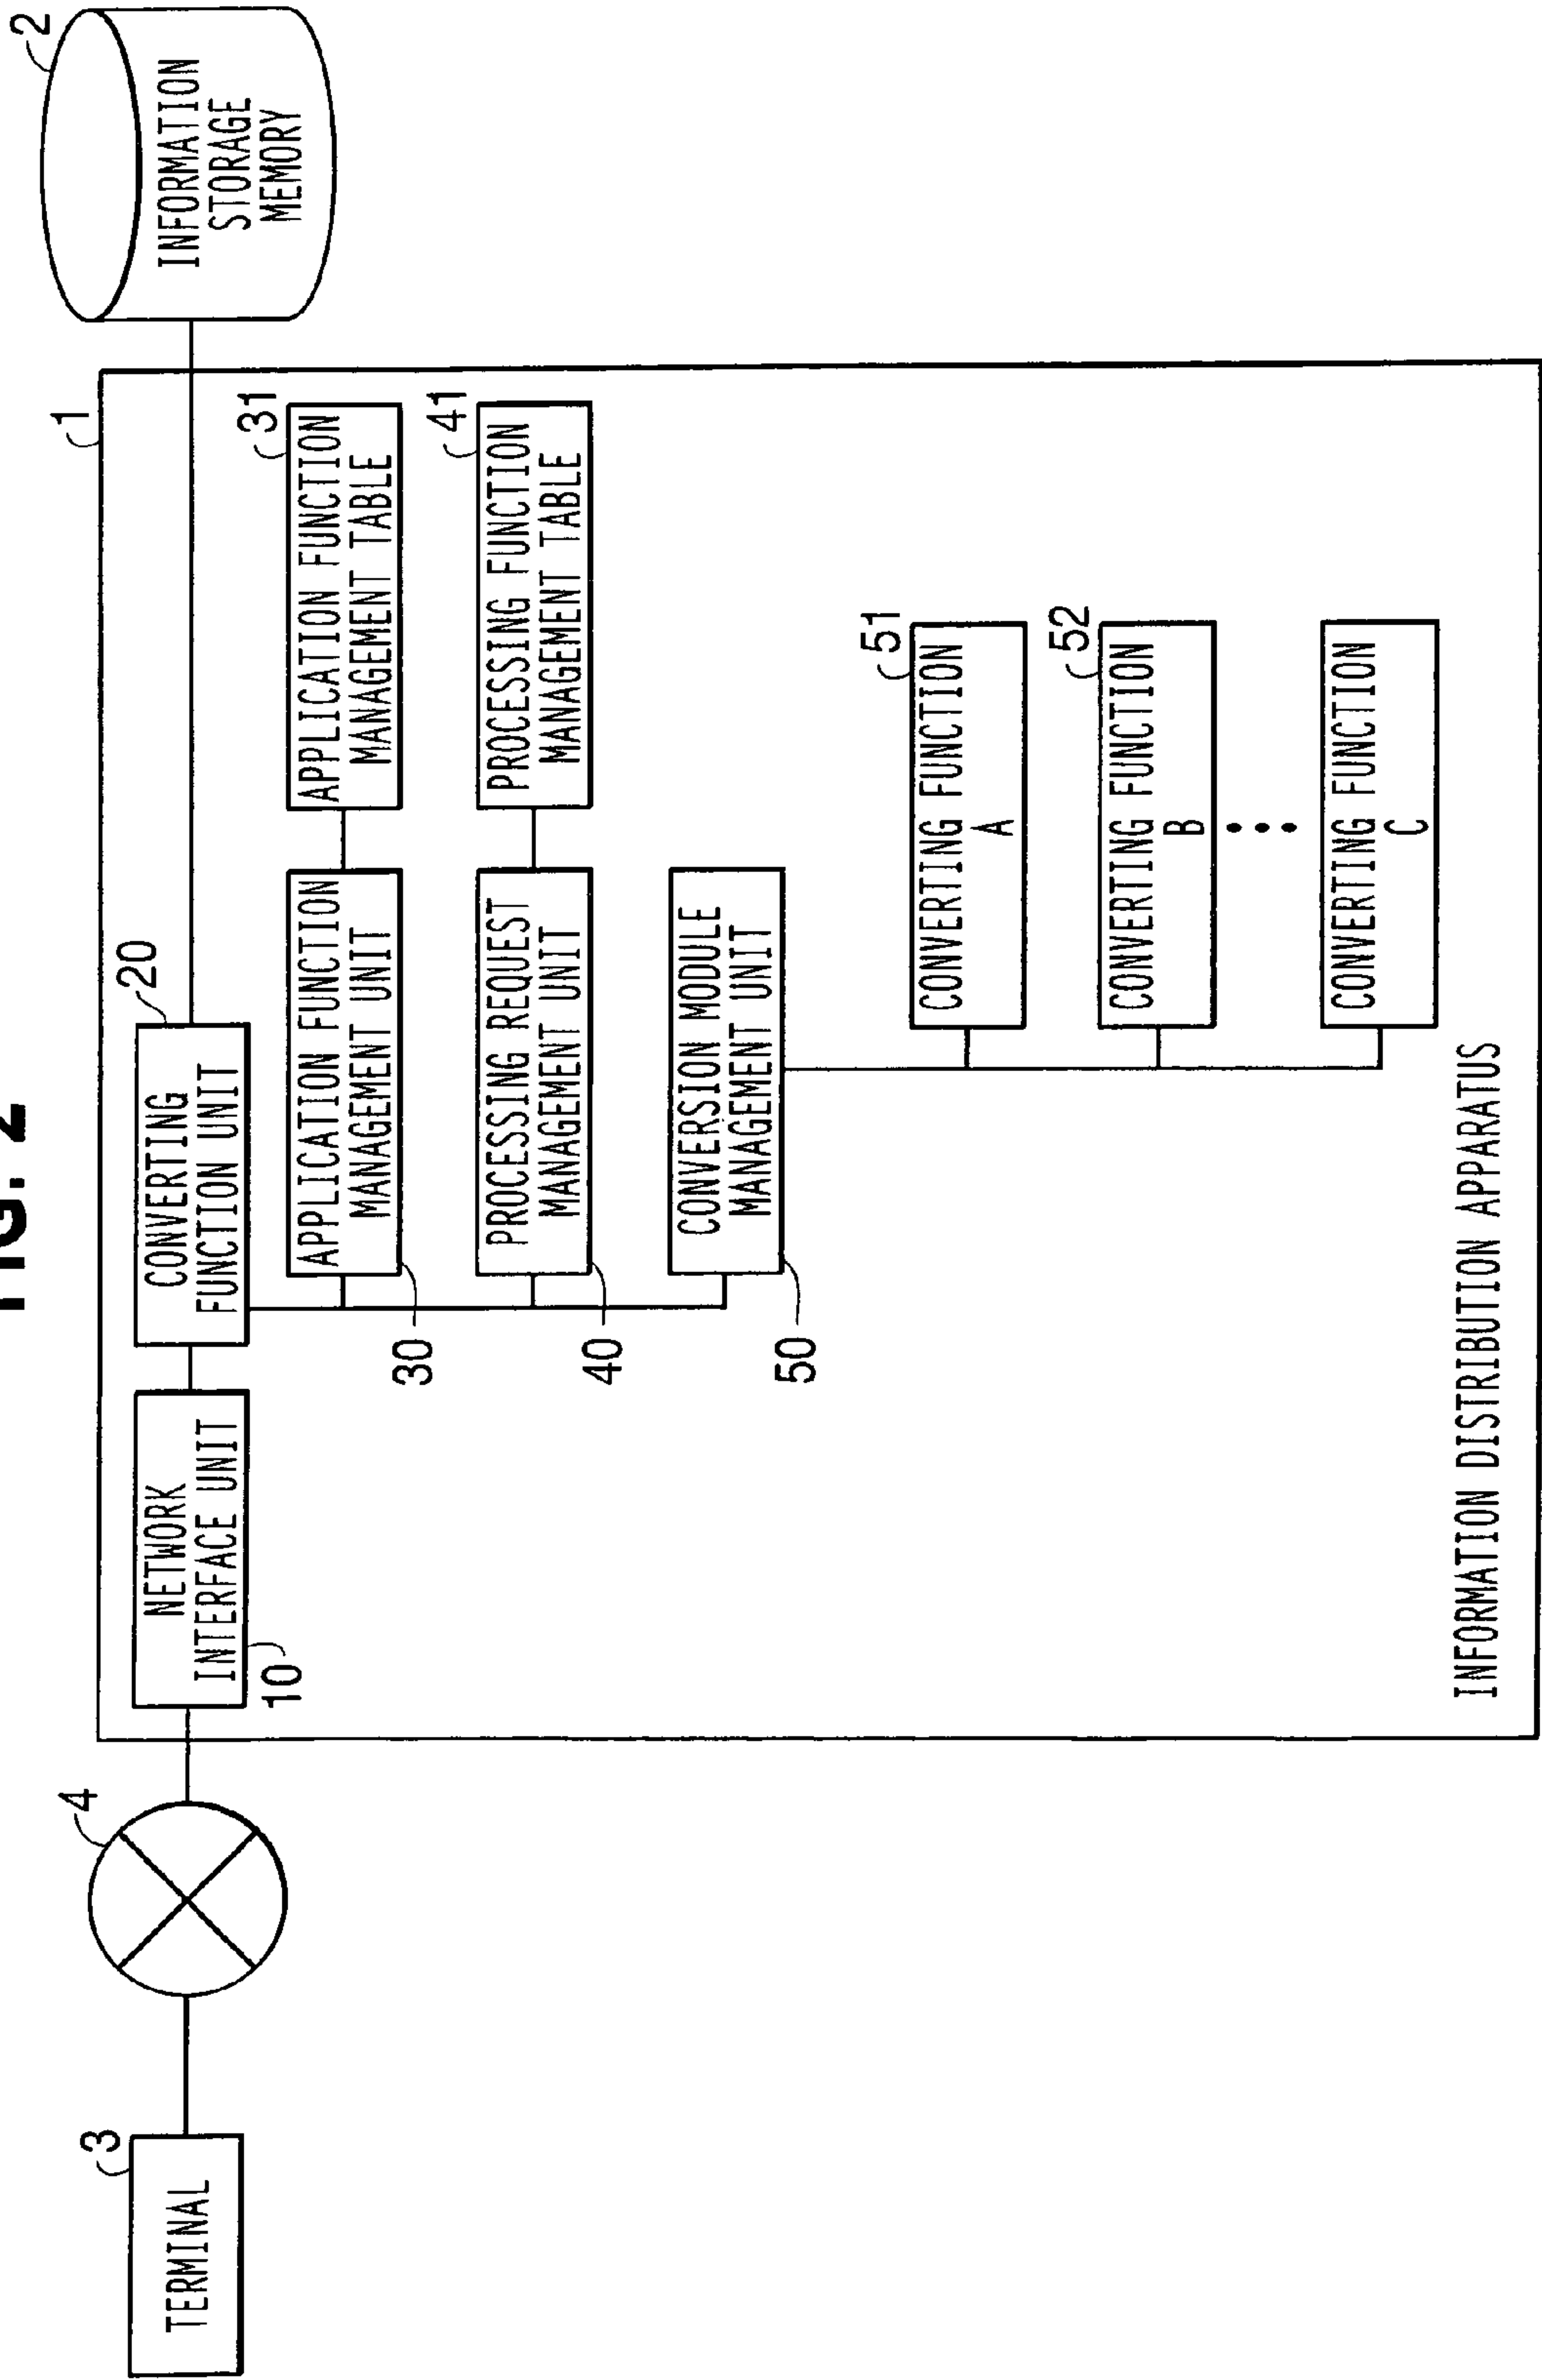 FIG. 2
2
INFORMATION
STORAGE
MEMORY
1
20
CONVERTING
FUNCTION UNIT
NETWORK
INTERFACE UNIT
10
4
3
TERMINAL
31
APPLICATION FUNCTION
MANAGEMENT UNIT
30
APPLICATION FUNCTION
MANAGEMENT TABLE
41
PROCESSING REQUEST
MANAGEMENT UNIT
40
PROCESSING FUNCTION
MANAGEMENT TABLE
CONVERSION MODULE
MANAGEMENT UNIT
50
51
CONVERTING FUNCTION
A
52
CONVERTING FUNCTION
B
CONVERTING FUNCTION
C
INFORMATION DISTRIBUTION APPARATUS